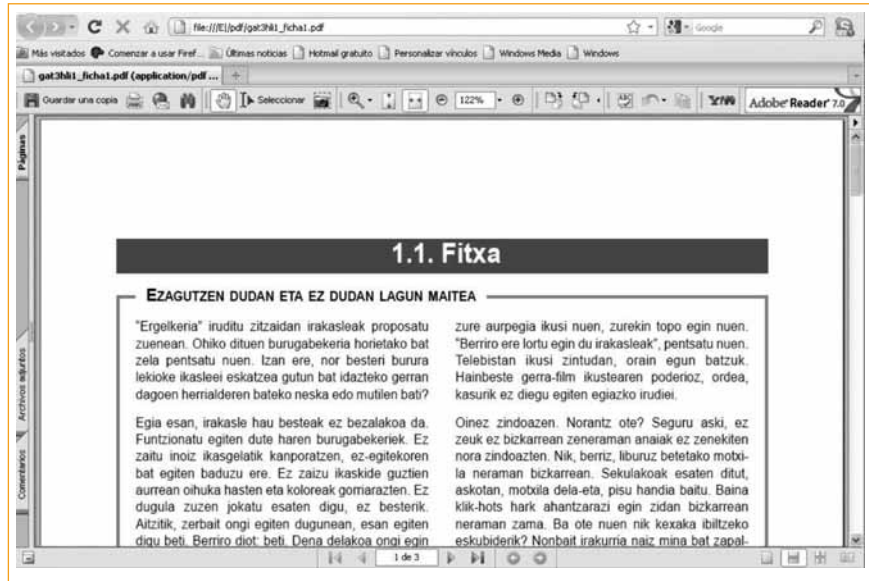 file:///E|/pdf/gat3hli1_ficha1.pdf
Google
Más visitados Comenzar a usar Firef... Últimas noticias Hotmail gratuito Personalizar vínculos Windows Media Windows
gat3hli1_ficha1.pdf (application/pdf ...
Guardar una copia Seleccionar 122% Adobe Reader 7.0
Páginas
Archivos adjuntos
Comentarios
1.1. Fitxa
EZAGUTZEN DUDAN ETA EZ DUDAN LAGUN MAITEA
"Ergelkeria" iruditu zitzaidan irakasleak proposatu
zuenean. Ohiko dituen burugabekeria horietako bat
zela pentsatu nuen. Izan ere, nor besteri burura
lekioke ikasleei eskatzea gutun bat idazteko gerran
dagoen herrialderen bateko neska edo mutilen bati?
Egia esan, irakasle hau besteak ez bezalakoa da.
Funtzionatu egiten dute haren burugabekeriek. Ez
zaitu inoiz ikasgelatik kanporatzen, ez-egitekoren
bat egiten baduzu ere. Ez zaizu ikaskide guztien
aurrean oihuka hasten eta koloreak gorriarazten. Ez
dugula zuzen jokatu esaten digu, ez besterik.
Aitzitik, zerbait ongi egiten dugunean, esan egiten
digu beti. Berriro diot: beti. Dena delakoa ongi egin
zure aurpegia ikusi nuen, zurekin topo egin nuen.
"Berriro ere lortu egin du irakasleak", pentsatu nuen.
Telebistan ikusi zintudan, orain egun batzuk.
Hainbeste gerra-film ikustearen poderioz, ordea,
kasurik ez diegu egiten egiazko irudiei.
Oinez zindoazen. Norantz ote? Seguru aski, ez
zeuk ez bizkarrean zeneraman anaiak ez zenekiten
nora zindoazten. Nik, berriz, liburuz betetako motxi-
la neraman bizkarrean. Sekulakoak esaten ditut,
askotan, motxila dela-eta, pisu handia baitu. Baina
klik-hots hark ahantzarazi egin zidan bizkarrean
neraman zama. Ba ote nuen nik kexaka ibiltzeko
eskubiderik? Nonbait irakurria naiz mina bat zapal-
1 de 3